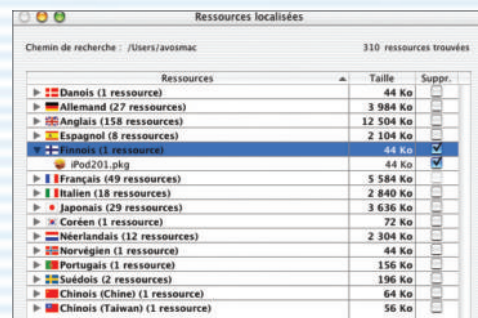 Ressources localisées
Chemin de recherche : /Users/avosmac 310 ressources trouvées
Ressources Taille Suppr.
Danois (1 ressource) 44 Ko
Allemand (27 ressources) 3 984 Ko
Anglais (158 ressources) 12 504 Ko
Espagnol (8 ressources) 2 104 Ko
Finnois (1 ressource) 44 Ko
iPod201.pkg 44 Ko
Français (49 ressources) 5 584 Ko
Italien (18 ressources) 2 840 Ko
Japonais (29 ressources) 3 636 Ko
Coréen (1 ressource) 72 Ko
Néerlandais (12 ressources) 2 304 Ko
Norvégien (1 ressource) 44 Ko
Portugais (1 ressource) 156 Ko
Suédois (2 ressources) 196 Ko
Chinois (Chine) (1 ressource) 64 Ko
Chinois (Taiwan) (1 ressource) 56 Ko